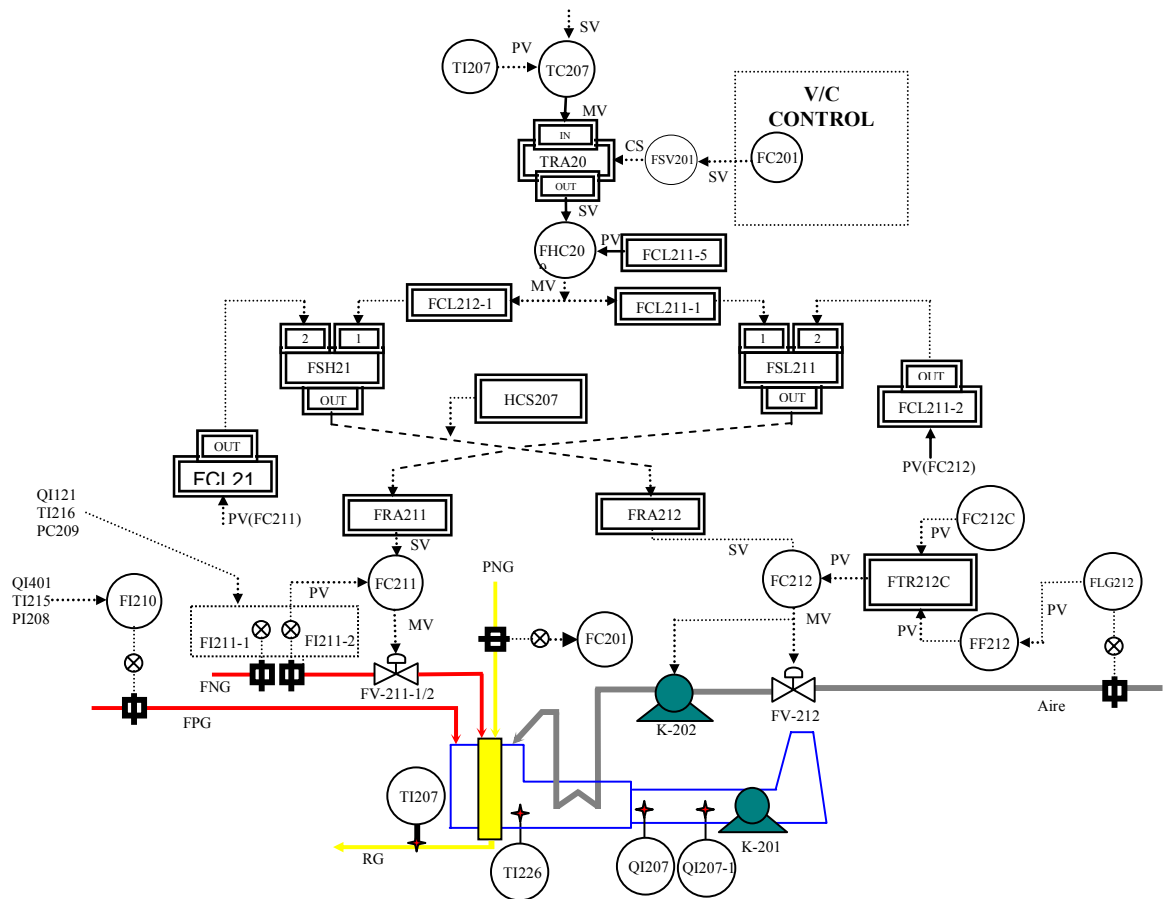 SV
PV
TI207
TC207
MV
V/C
CONTROL
IN
CS
TRA20
FSV201
FC201
SV
OUT
SV
FHC20
PV
FCL211-5
MV
FCL212-1
FCL211-1
2
1
1
2
FSH21
FSL211
OUT
OUT
OUT
HCS207
FCL211-2
OUT
FCL21
PV(FC212)
QI121
TI216
PC209
PV(FC211)
FRA211
FRA212
FC212C
SV
SV
PV
PNG
QI401
TI215
PI208
FI210
FC211
PV
FC212
PV
FTR212C
FLG212
PV
FI211-1
FI211-2
MV
FC201
MV
PV
FF212
FNG
FV-211-1/2
FPG
K-202
FV-212
Aire
TI207
RG
TI226
QI207
QI207-1
K-201